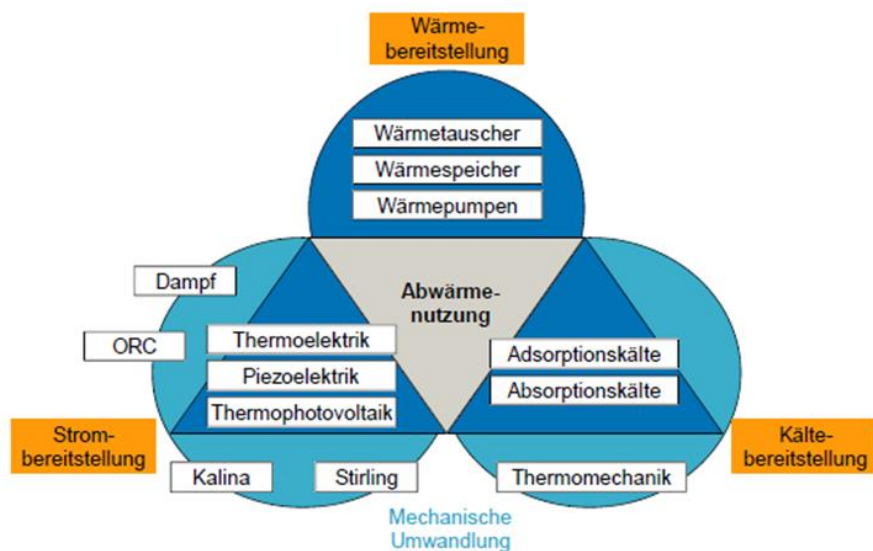 Wärme-
bereitstellung
Wärmetauscher
Wärmespeicher
Wärmepumpen
Abwärme-
nutzung
Dampf
ORC
Thermoelektrik
Piezoelektrik
Thermophotovoltaik
Adsorptionskälte
Absorptionskälte
Strom-
bereitstellung
Kälte-
bereitstellung
Kalina
Stirling
Thermomechanik
Mechanische
Umwandlung